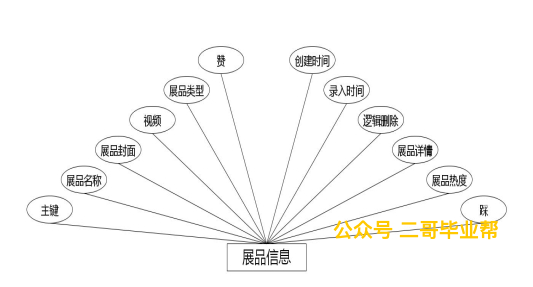 赞
创建时间
展品类型
录入时间
视频
逻辑删除
展品封面
展品详情
展品名称
展品热度
主键
踩
公众号 二哥毕业帮
展品信息